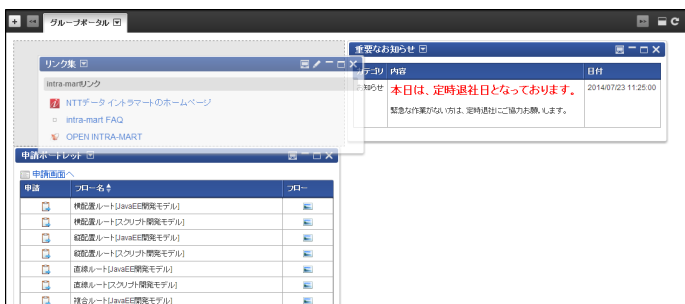 グループポータル
リンク集
intra-martリンク
NTTデータ イントラマートのホームページ
intra-mart FAQ
OPEN INTRA-MART
重要なお知らせ
カテゴリ 内容 日付
お知らせ 本日は、定時退社日となっております。 2014/07/23 11:25:00
緊急な作業がない方は、定時退社にご協力お願いします。
申請ポートレット
申請画面へ
申請 フロー名 フロー
横配置ルート[JavaEE開発モデル]
横配置ルート[スクリプト開発モデル]
縦配置ルート[JavaEE開発モデル]
縦配置ルート[スクリプト開発モデル]
直線ルート[JavaEE開発モデル]
直線ルート[スクリプト開発モデル]
複合ルート[JavaEE開発モデル]